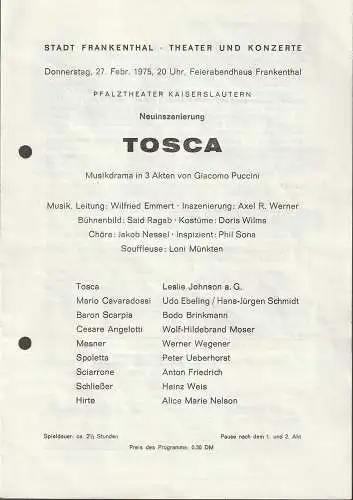 STADT FRANKENTHAL - THEATER UND KONZERTE
Donnerstag, 27. Febr. 1975, 20 Uhr, Feierabendhaus Frankenthal
PFALZTHEATER KAISERSLAUTERN
Neuinszenierung
TOSCA
Musikdrama in 3 Akten von Giacomo Puccini
Musik. Leitung: Wilfried Emmert · Inszenierung: Axel R. Werner
Bühnenbild: Said Ragab · Kostüme: Doris Wilms
Chöre: Jakob Nessel · Inspizient: Phil Sona
Souffleuse: Loni Münkten
Tosca Leslie Johnson a. G.
Mario Cavaradossi Udo Ebeling / Hans-Jürgen Schmidt
Baron Scarpia Bodo Brinkmann
Cesare Angelotti Wolf-Hildebrand Moser
Mesner Werner Wegener
Spoletta Peter Ueberhorst
Sciarrone Anton Friedrich
Schließer Heinz Weis
Hirte Alice Marie Nelson
Spieldauer: ca. 2½ Stunden Pause nach dem 1. und 2. Akt
Preis des Programms: 0,30 DM